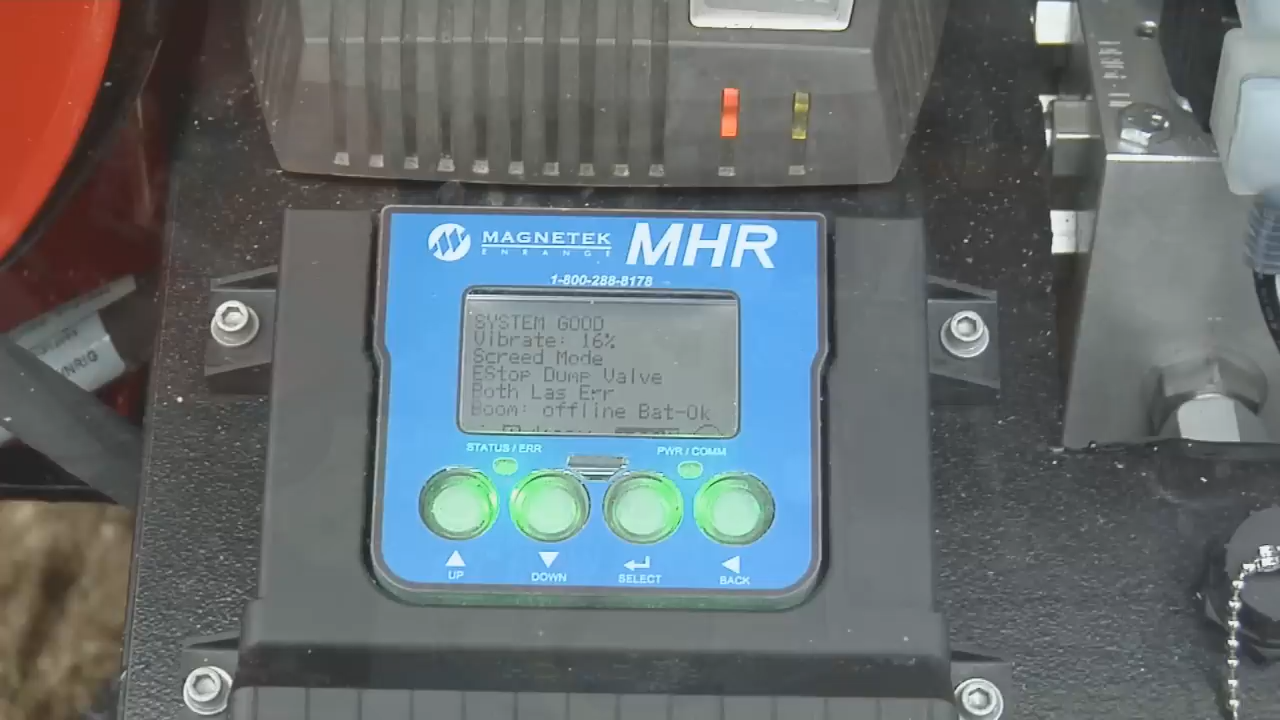 MAGNETEK MHR
ENRANGE
1-800-288-8178
SYSTEM GOOD
Vibrate: 16%
Screed Mode
EStop Dump Valve
Both Las Err
Boom: offline Bat-Ok
STATUS / ERR PWR / COMM
UP DOWN SELECT BACK